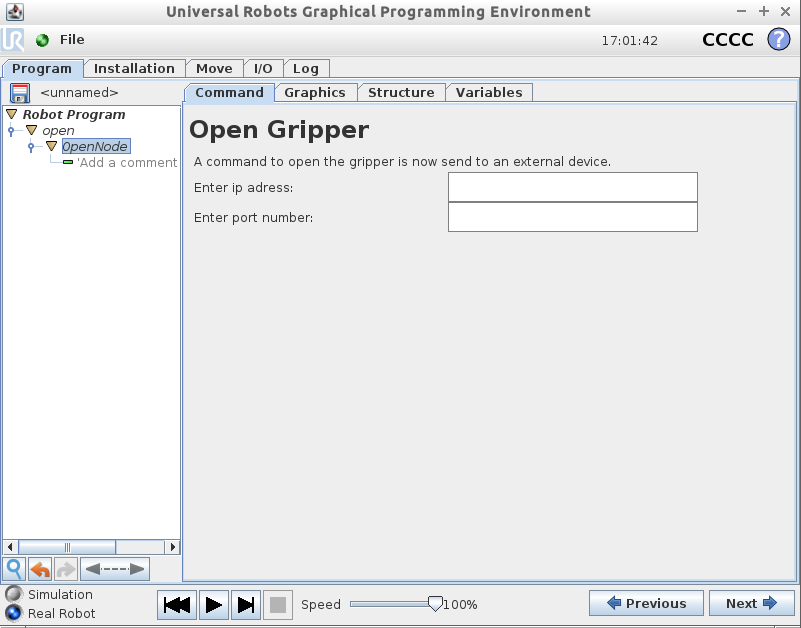 Universal Robots Graphical Programming Environment
UR File 17:01:42 CCCC ?
Program Installation Move I/O Log
<unnamed> Command Graphics Structure Variables
Robot Program
open
OpenNode
'Add a comment
Open Gripper
A command to open the gripper is now send to an external device.
Enter ip adress:
Enter port number:
Simulation
Real Robot
Speed 100% Previous Next